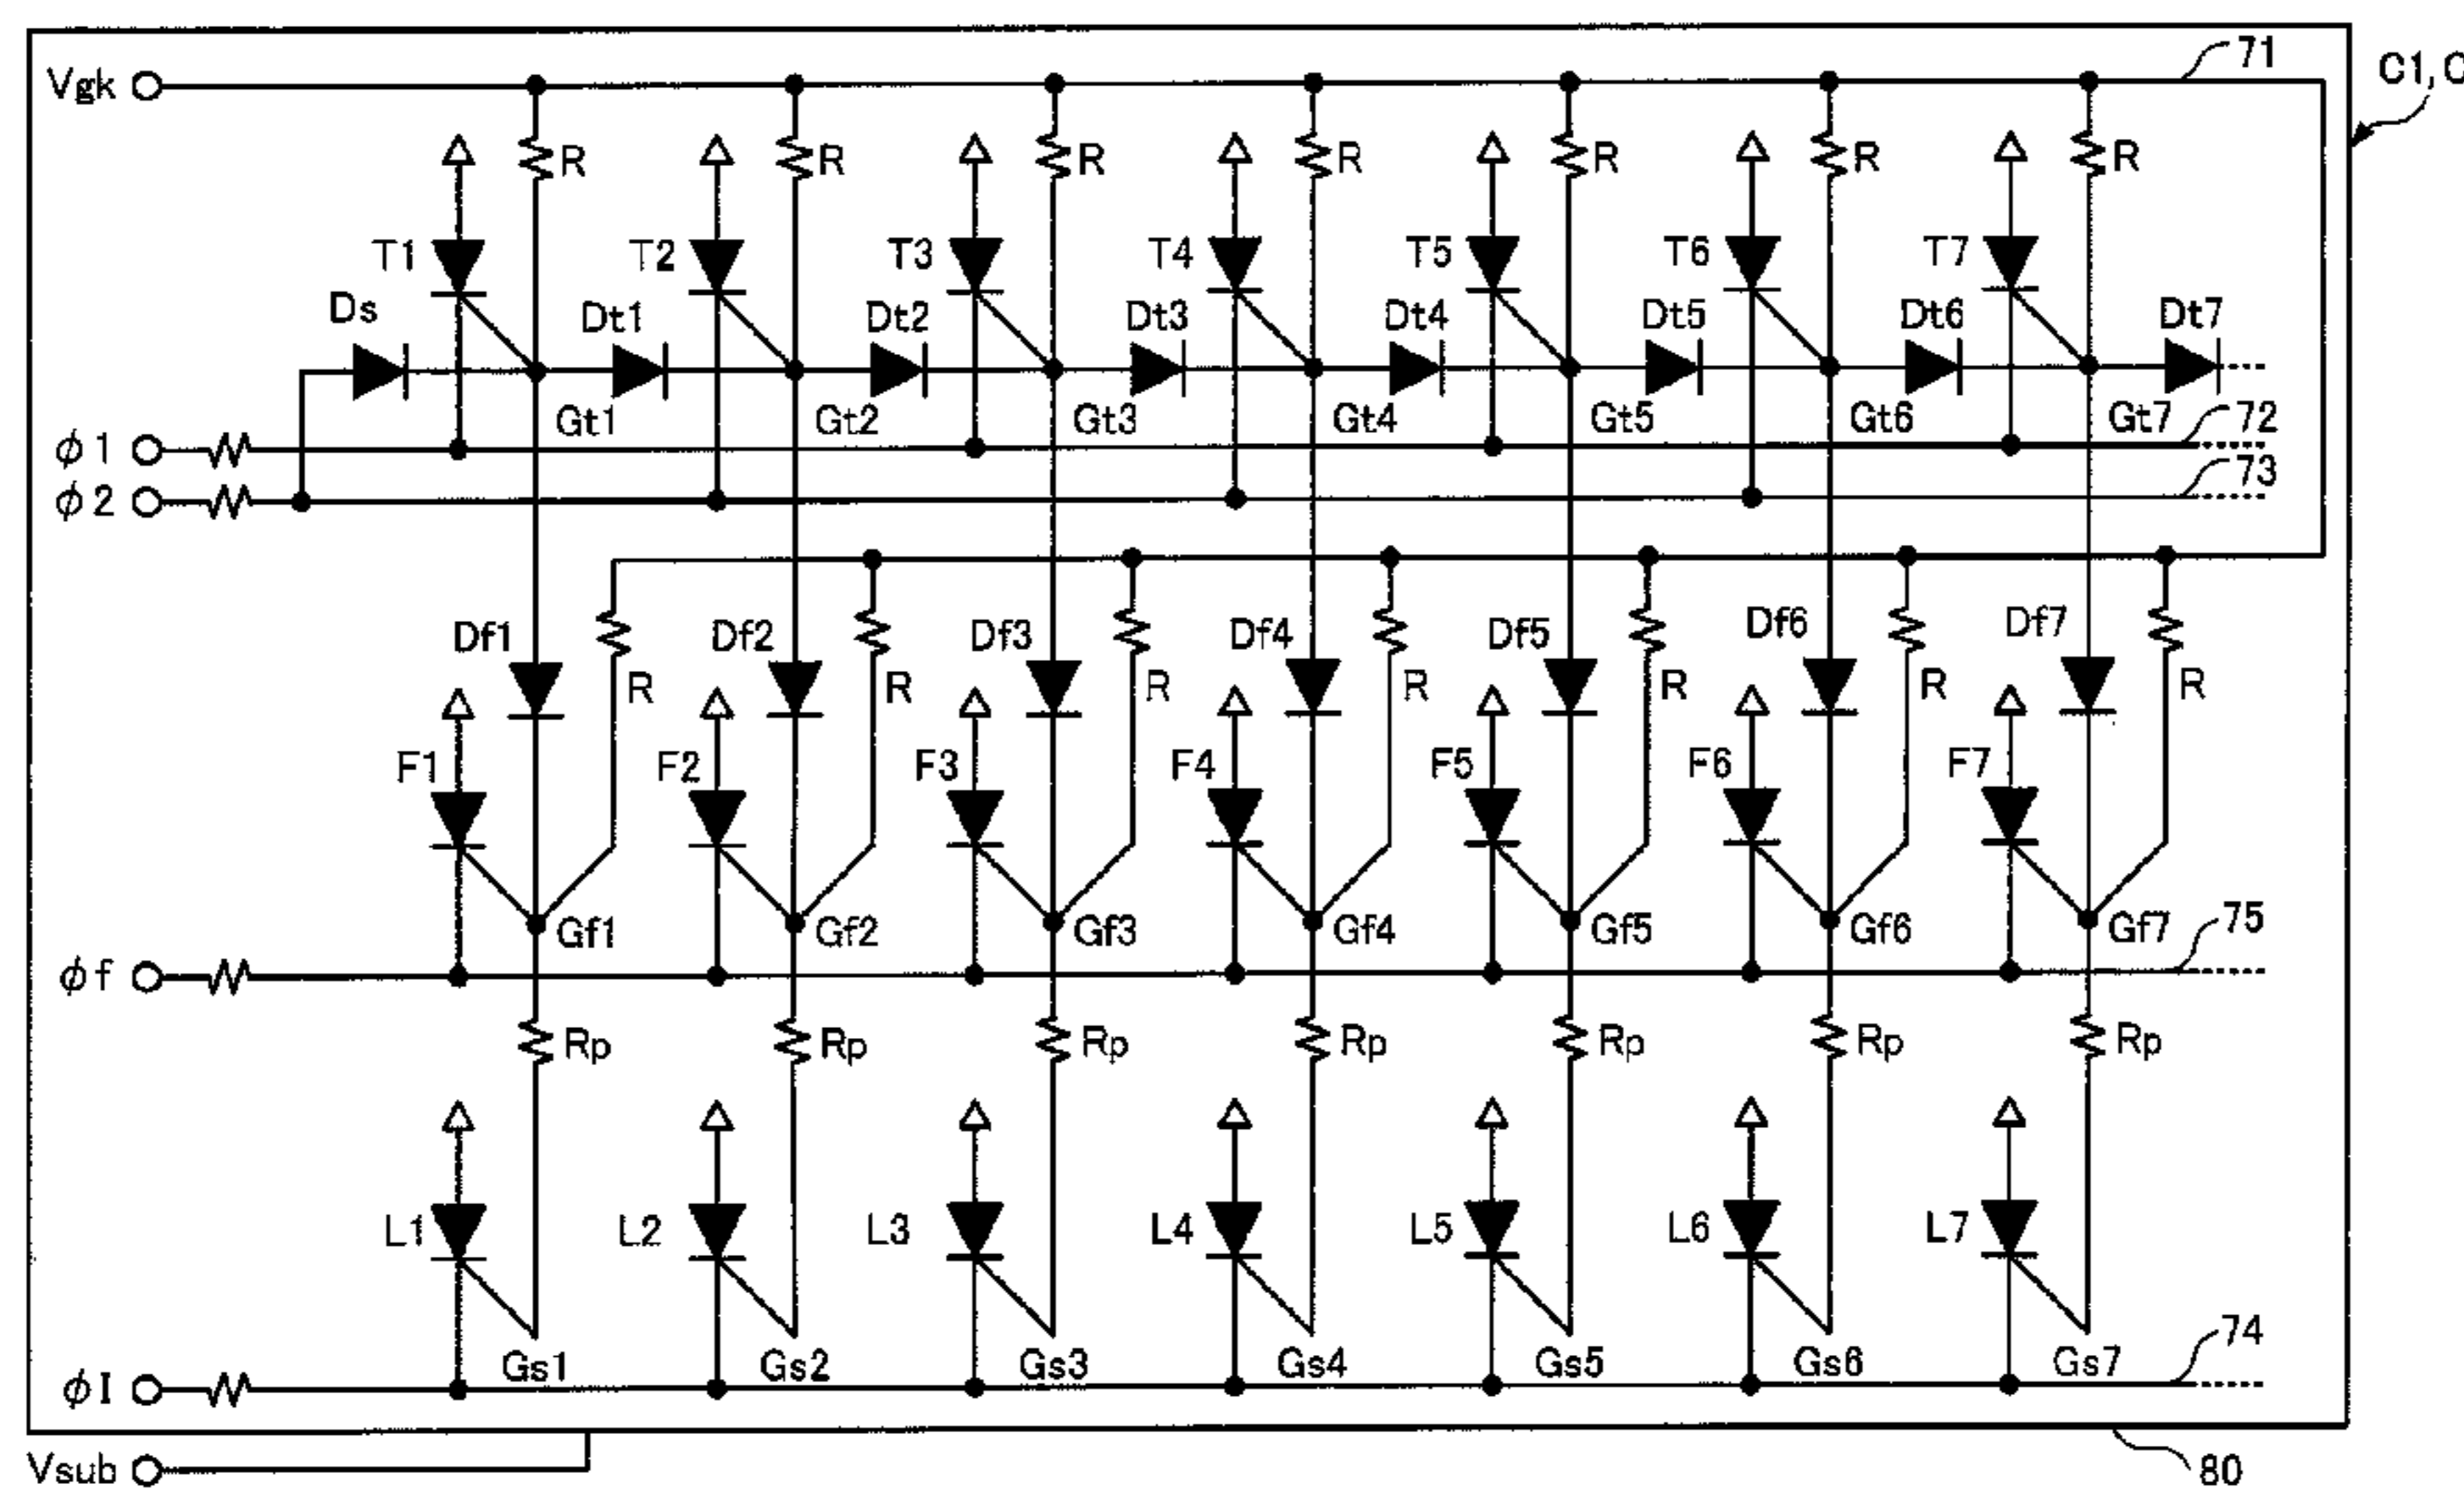 71
C1, C
Vgk
R R R R R R R
T1 T2 T3 T4 T5 T6 T7
Ds Dt1 Dt2 Dt3 Dt4 Dt5 Dt6 Dt7
Gt1 Gt2 Gt3 Gt4 Gt5 Gt6 Gt7
72
ϕ1
73
ϕ2
Df1 Df2 Df3 Df4 Df5 Df6 Df7
R R R R R R R
F1 F2 F3 F4 F5 F6 F7
Gf1 Gf2 Gf3 Gf4 Gf5 Gf6 Gf7
75
ϕf
Rp Rp Rp Rp Rp Rp Rp
L1 L2 L3 L4 L5 L6 L7
74
Gs1 Gs2 Gs3 Gs4 Gs5 Gs6 Gs7
ϕI
Vsub
80